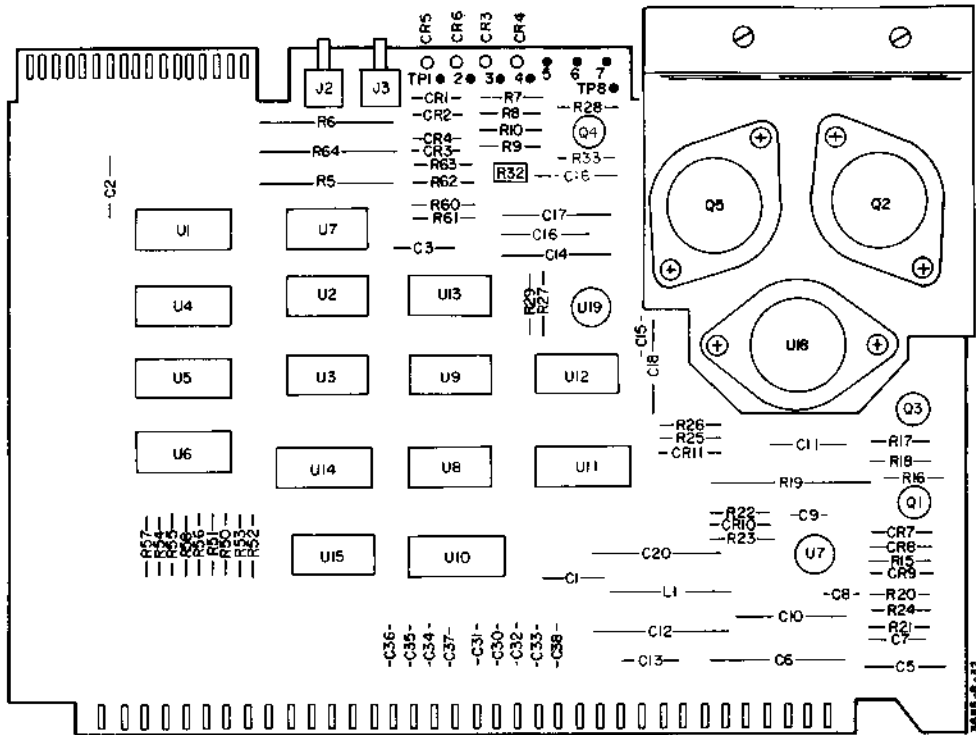 CR5 CR6 CR3 CR4
J2 J3 TP1 2 3 4 5 6 7
TP8
CR1 R7 R28
R6 CR2 R8
CR4 R10 Q4
R64 CR3 R9
R63 R33
R5 R62 R32 C16
C2
R60
R61 C17
U1 U7 C16
C3 C14
Q5 Q2
U4 U2 U13 R29 R27 U19
C15
C18
U18
U5 U3 U9 U12
Q3
R26
R25
CR11 C11 R17
R18
U6 U14 U8 U11
R19 R16
Q1
R22
CR10 C9
R23
CR7
CR8
R15
CR9
R57 R54 R55 R58 R56 R51 R50 R53 R52
U15 U10 C20 U7
C1 L1 C8 R20
R24
C10
R21
C7
C36 C35 C34 C37 C31 C30 C32 C33 C38
C12
C13 C6 C5